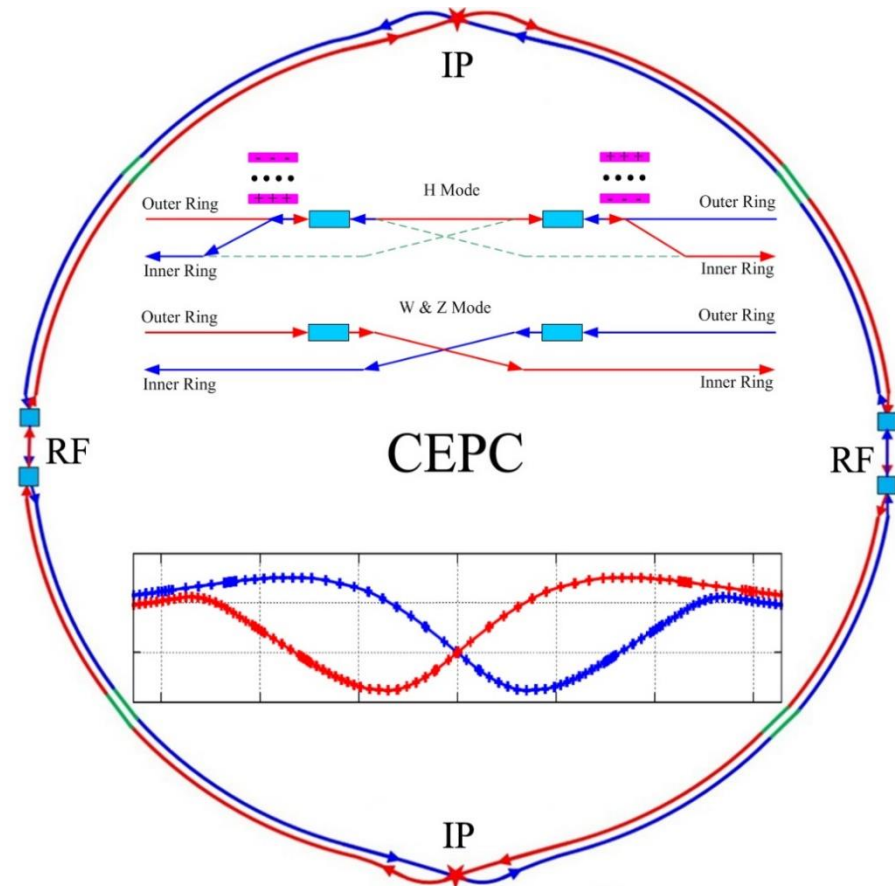 IP
- - -
+++
••••
••••
+++
- - -
H Mode
Outer Ring
Outer Ring
Inner Ring
Inner Ring
W & Z Mode
Outer Ring
Outer Ring
Inner Ring
Inner Ring
RF
CEPC
RF
IP